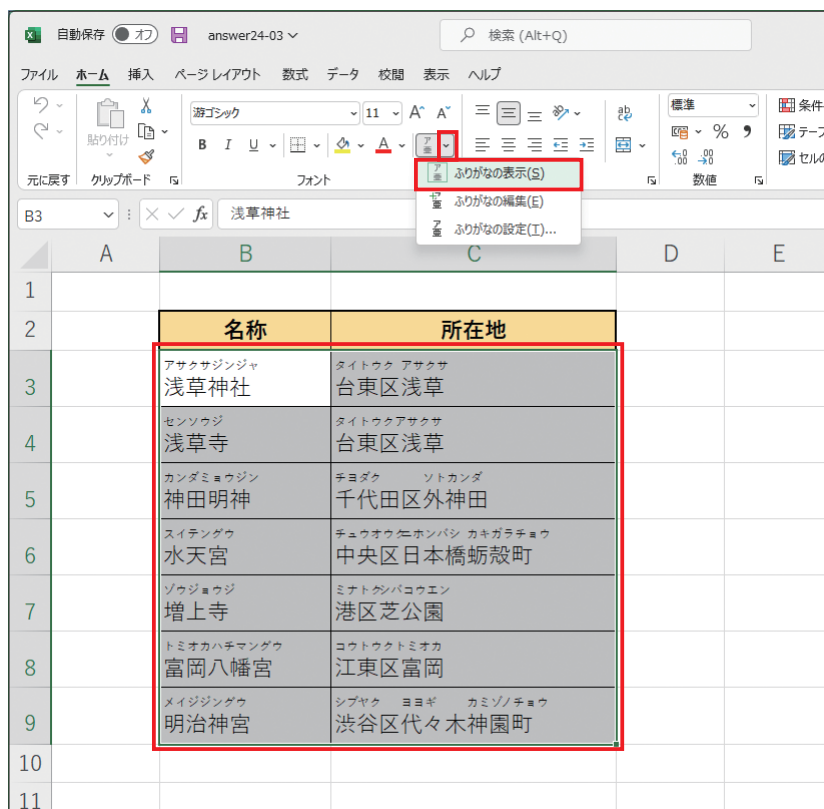 自動保存 オフ answer24-03 検索 (Alt+Q)
ファイル ホーム 挿入 ページ レイアウト 数式 データ 校閲 表示 ヘルプ
貼り付け
游ゴシック 11 A A
B I U A ア亜
ab
標準
% 9
条件
テーブ
セルの
元に戻す クリップボード フォント 数値
ふりがなの表示(S)
ふりがなの編集(E)
ふりがなの設定(T)...
B3 fx 浅草神社
A B C D E
1
2 名称 所在地
アサクサジンジャ タイトウク アサクサ
3 浅草神社 台東区浅草
センソウジ タイトウクアサクサ
4 浅草寺 台東区浅草
カンダミョウジン チヨダク ソトカンダ
5 神田明神 千代田区外神田
スイテングウ チュウオウクニホンバシ カキガラチョウ
6 水天宮 中央区日本橋蛎殻町
ゾウジョウジ ミナトクシバコウエン
7 増上寺 港区芝公園
トミオカハチマングウ コウトウクトミオカ
8 富岡八幡宮 江東区富岡
メイジジングウ シブヤク ヨヨギ カミゾノチョウ
9 明治神宮 渋谷区代々木神園町
10
11